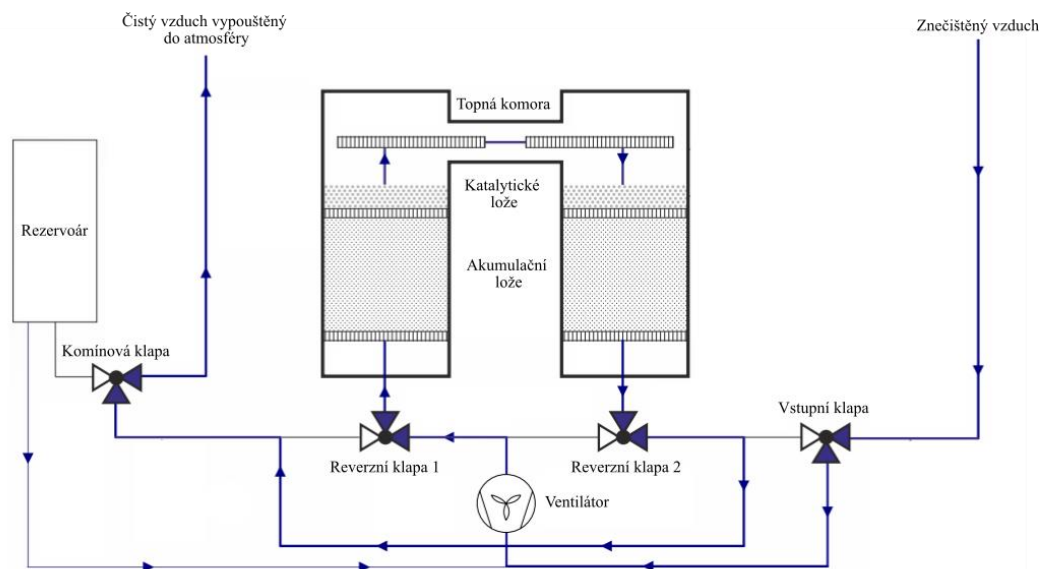 Čistý vzduch vypouštěný
do atmosféry
Znečištěný vzduch
Topná komora
Katalytické
lože
Rezervoár
Akumulační
lože
Komínová klapa
Vstupní klapa
Reverzní klapa 1
Reverzní klapa 2
Ventilátor